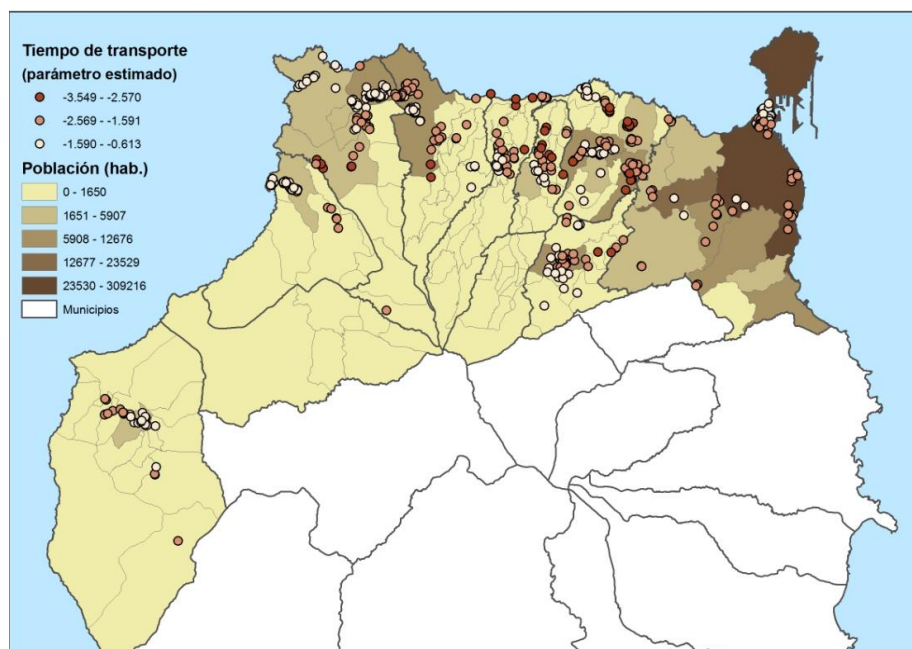 Tiempo de transporte
(parámetro estimado)
-3.549 - -2.570
-2.569 - -1.591
-1.590 - -0.613
Población (hab.)
0 - 1650
1651 - 5907
5908 - 12676
12677 - 23529
23530 - 309216
Municipios